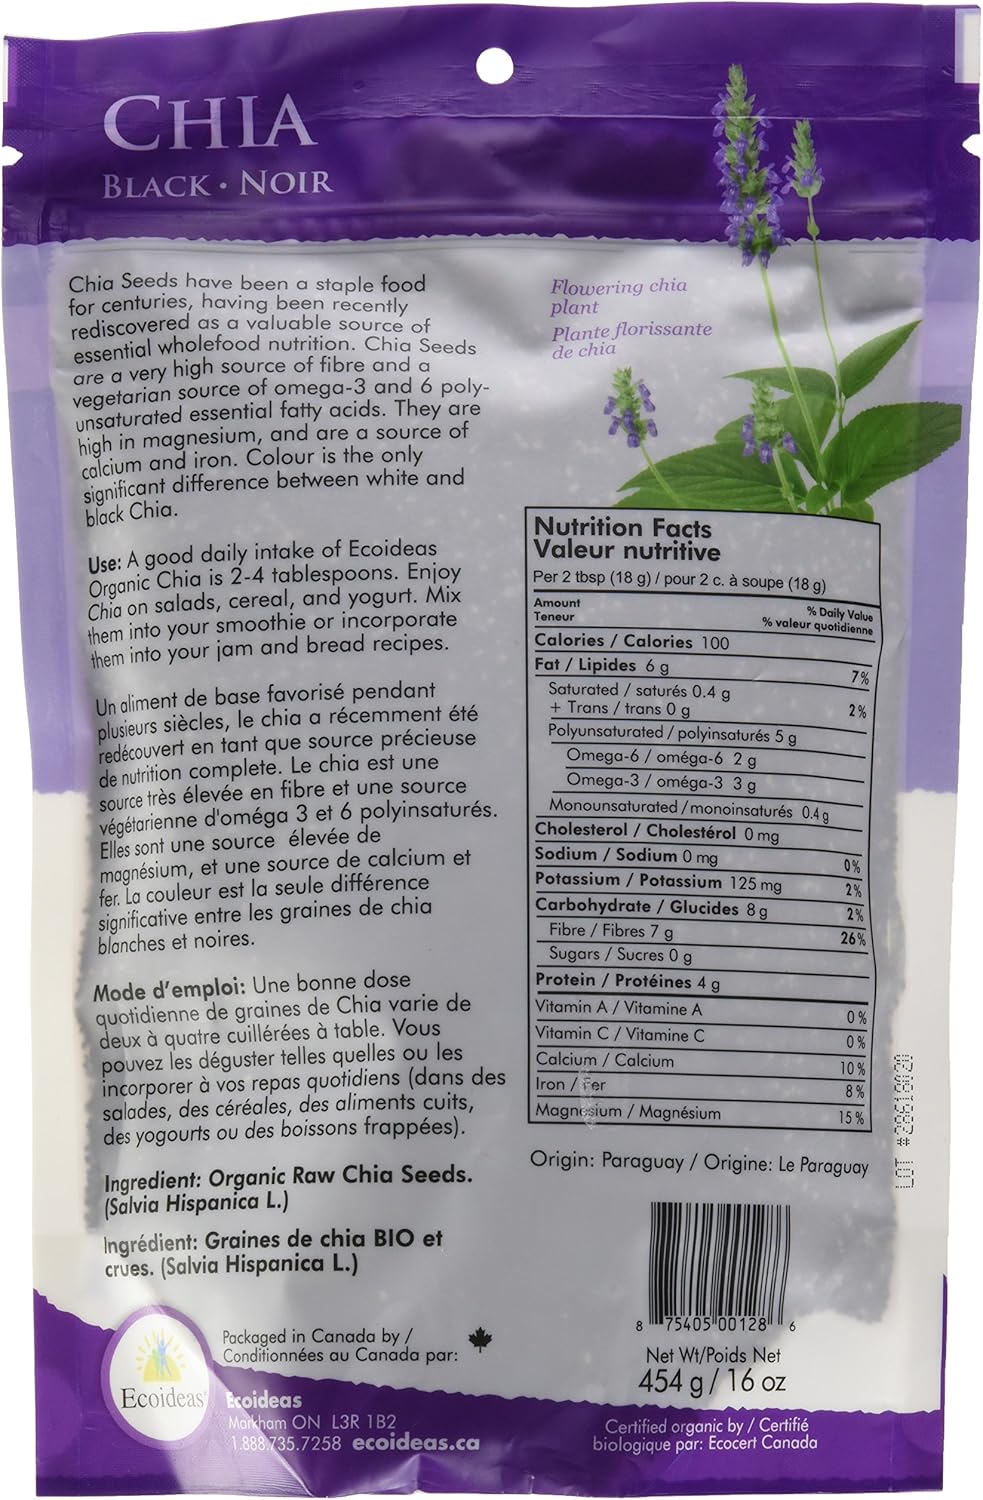 CHIA
BLACK • NOIR
Chia Seeds have been a staple food
for centuries, having been recently
rediscovered as a valuable source of
essential wholefood nutrition. Chia Seeds
are a very high source of fibre and a
vegetarian source of omega-3 and 6 poly-
unsaturated essential fatty acids. They are
high in magnesium, and are a source of
calcium and iron. Colour is the only
significant difference between white and
black Chia.
Use: A good daily intake of Ecoideas
Organic Chia is 2-4 tablespoons. Enjoy
Chia on salads, cereal, and yogurt. Mix
them into your smoothie or incorporate
them into your jam and bread recipes.
Un aliment de base favorisé pendant
plusieurs siècles, le chia a récemment été
redécouvert en tant que source précieuse
de nutrition complete. Le chia est une
source très élevée en fibre et une source
végétarienne d'oméga 3 et 6 polyinsaturés.
Elles sont une source élevée de
magnésium, et une source de calcium et
fer. La couleur est la seule différence
significative entre les graines de chia
blanches et noires.
Mode d'emploi: Une bonne dose
quotidienne de graines de Chia varie de
deux à quatre cuillérées à table. Vous
pouvez les déguster telles quelles ou les
incorporer à vos repas quotidiens (dans des
salades, des céréales, des aliments cuits,
des yogourts ou des boissons frappées).
Ingredient: Organic Raw Chia Seeds.
(Salvia Hispanica L.)
Ingrédient: Graines de chia BIO et
crues. (Salvia Hispanica L.)
Flowering chia
plant
Plante florissante
de chia
Nutrition Facts
Valeur nutritive
Per 2 tbsp (18 g) / pour 2 c. à soupe (18 g)
Amount % Daily Value
Teneur % valeur quotidienne
Calories / Calories 100
Fat / Lipides 6 g 7%
Saturated / saturés 0.4 g
+ Trans / trans 0 g 2%
Polyunsaturated / polyinsaturés 5 g
Omega-6 / oméga-6 2 g
Omega-3 / oméga-3 3 g
Monounsaturated / monoinsaturés 0.4 g
Cholesterol / Cholestérol 0 mg
Sodium / Sodium 0 mg 0%
Potassium / Potassium 125 mg 2%
Carbohydrate / Glucides 8 g 2%
Fibre / Fibres 7 g 26%
Sugars / Sucres 0 g
Protein / Protéines 4 g
Vitamin A / Vitamine A 0 %
Vitamin C / Vitamine C 0 %
Calcium / Calcium 10 %
Iron / Fer 8 %
Magnesium / Magnésium 15 %
Origin: Paraguay / Origine: Le Paraguay
8 75405 00128 6
Net Wt/Poids Net
454 g / 16 oz
Certified organic by / Certifié
biologique par: Ecocert Canada
Packaged in Canada by /
Conditionnées au Canada par:
Ecoideas
Ecoideas
Markham ON L3R 1B2
1.888.735.7258 ecoideas.ca